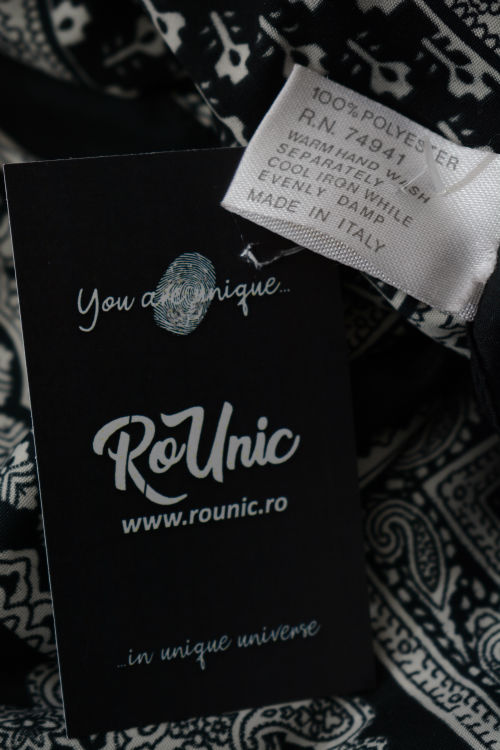 100% POLYESTER
R.N. 74941
WARM HAND WASH
SEPARATELY
COOL IRON WHILE
EVENLY DAMP
MADE IN ITALY
You are unique...
RoUnic
www.rounic.ro
...in unique universe